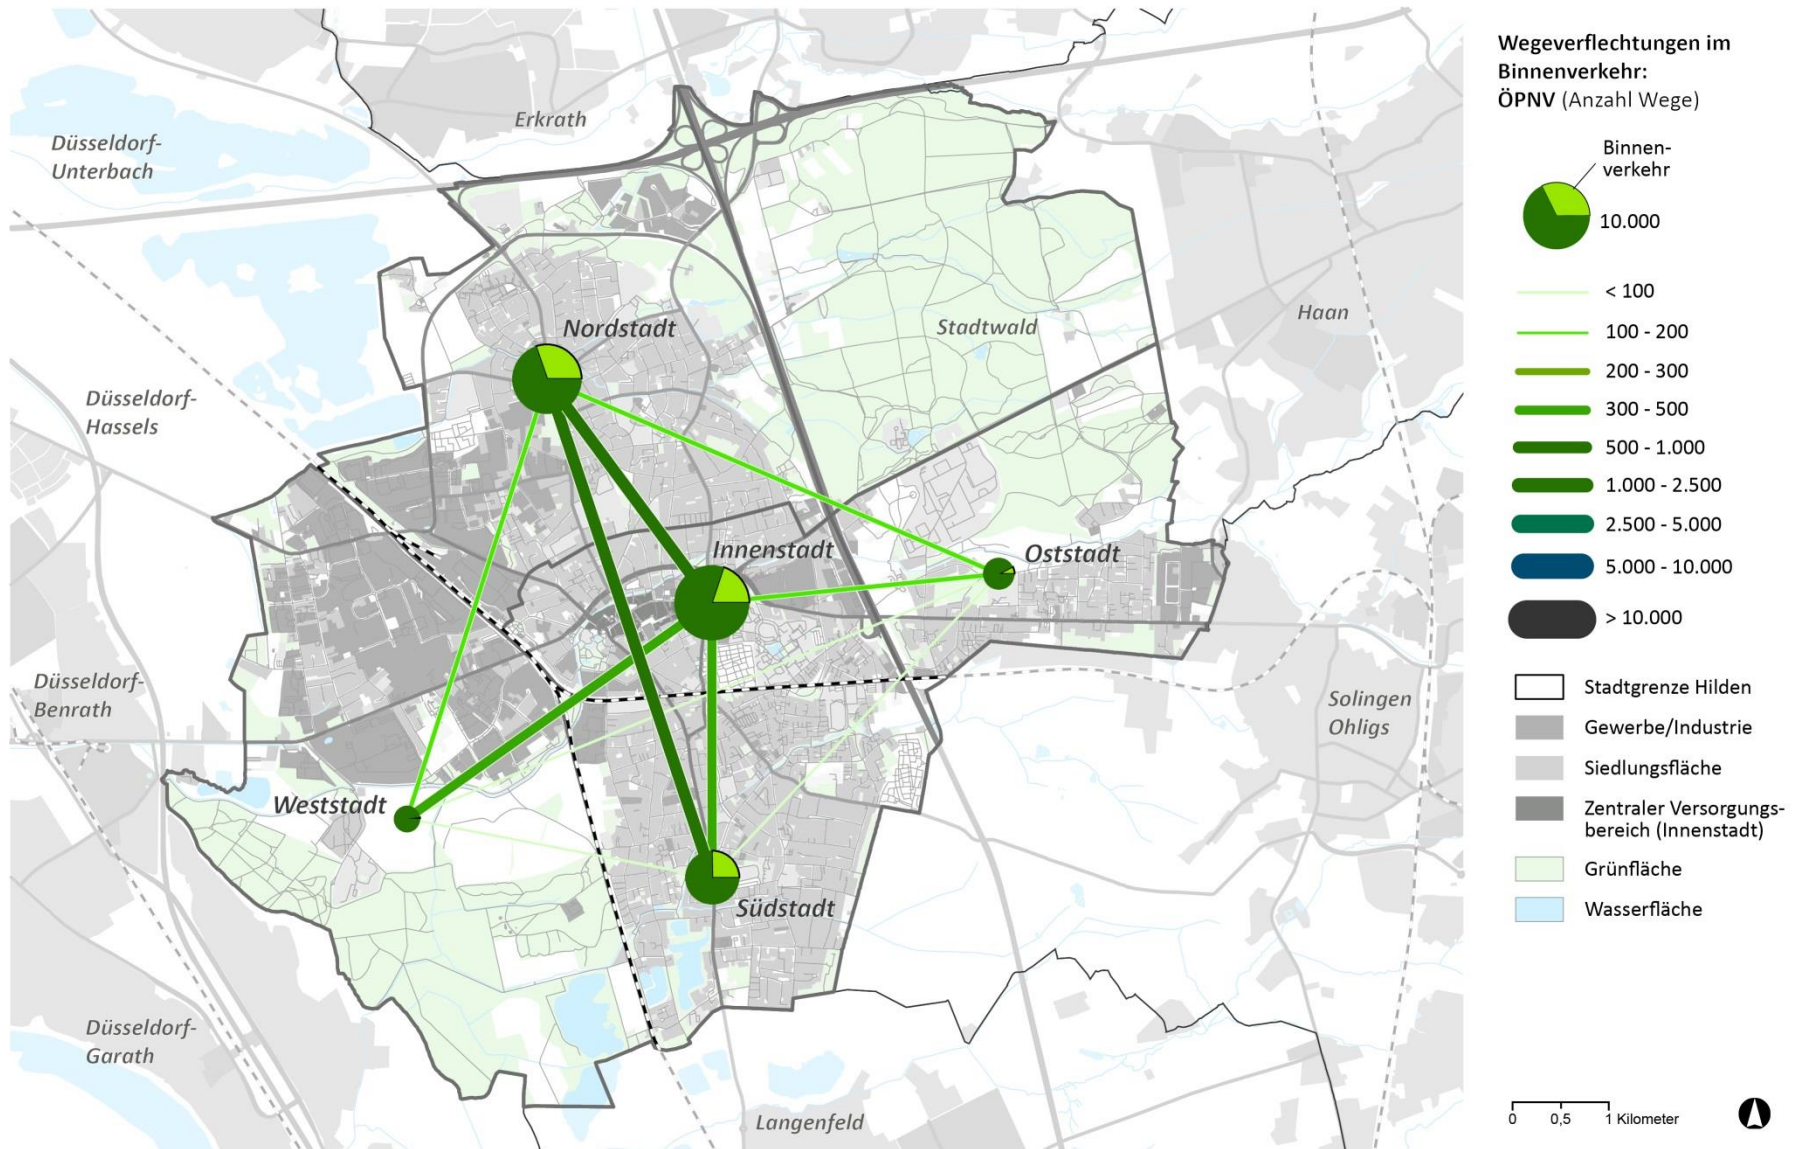 Erkrath
Düsseldorf-
Unterbach
Nordstadt
Stadtwald
Haan
Düsseldorf-
Hassels
Innenstadt
Oststadt
Düsseldorf-
Benrath
Solingen
Ohligs
Weststadt
Südstadt
Düsseldorf-
Garath
Langenfeld
Wegeverflechtungen im
Binnenverkehr:
ÖPNV (Anzahl Wege)
Binnen-
verkehr
10.000
< 100
100 - 200
200 - 300
300 - 500
500 - 1.000
1.000 - 2.500
2.500 - 5.000
5.000 - 10.000
> 10.000
Stadtgrenze Hilden
Gewerbe/Industrie
Siedlungsfläche
Zentraler Versorgungs-
bereich (Innenstadt)
Grünfläche
Wasserfläche
0 0,5 1 Kilometer